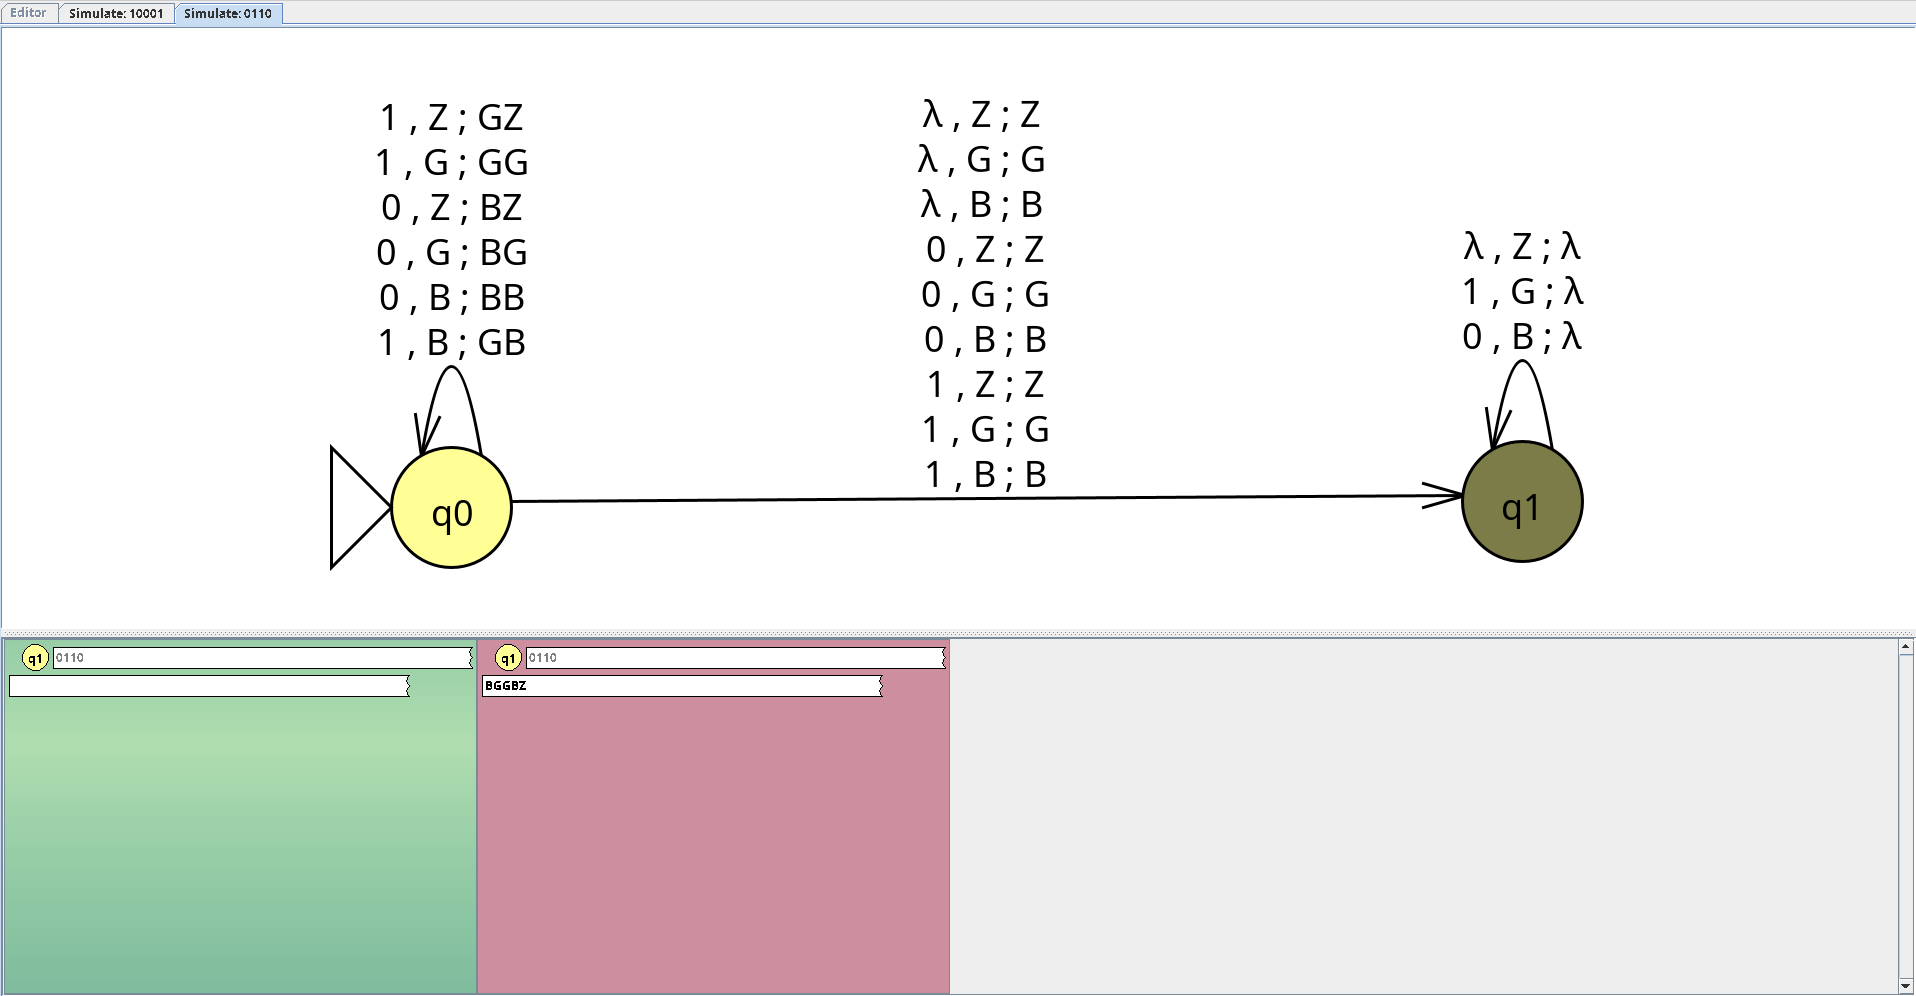 Editor
Simulate: 10001
Simulate: 0110
1 , Z ; GZ
1 , G ; GG
0 , Z ; BZ
0 , G ; BG
0 , B ; BB
1 , B ; GB
λ , Z ; Z
λ , G ; G
λ , B ; B
0 , Z ; Z
0 , G ; G
0 , B ; B
1 , Z ; Z
1 , G ; G
1 , B ; B
λ , Z ; λ
1 , G ; λ
0 , B ; λ
q0
q1
q1 0110
q1 0110
BGGBZ